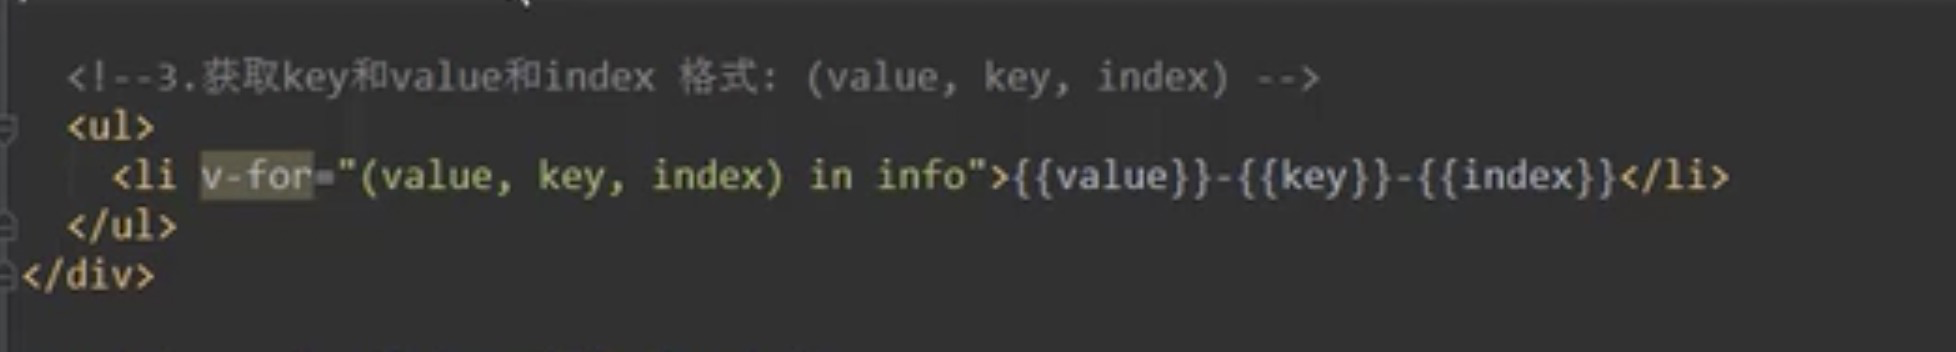 <!--3.获取key和value和index 格式: (value, key, index) -->
<ul>
<li v-for="(value, key, index) in info">{{value}}-{{key}}-{{index}}</li>
</ul>
</div>